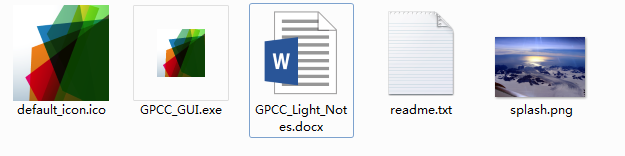 default_icon.ico
GPCC_GUI.exe
GPCC_Light_Not
es.docx
readme.txt
splash.png
W